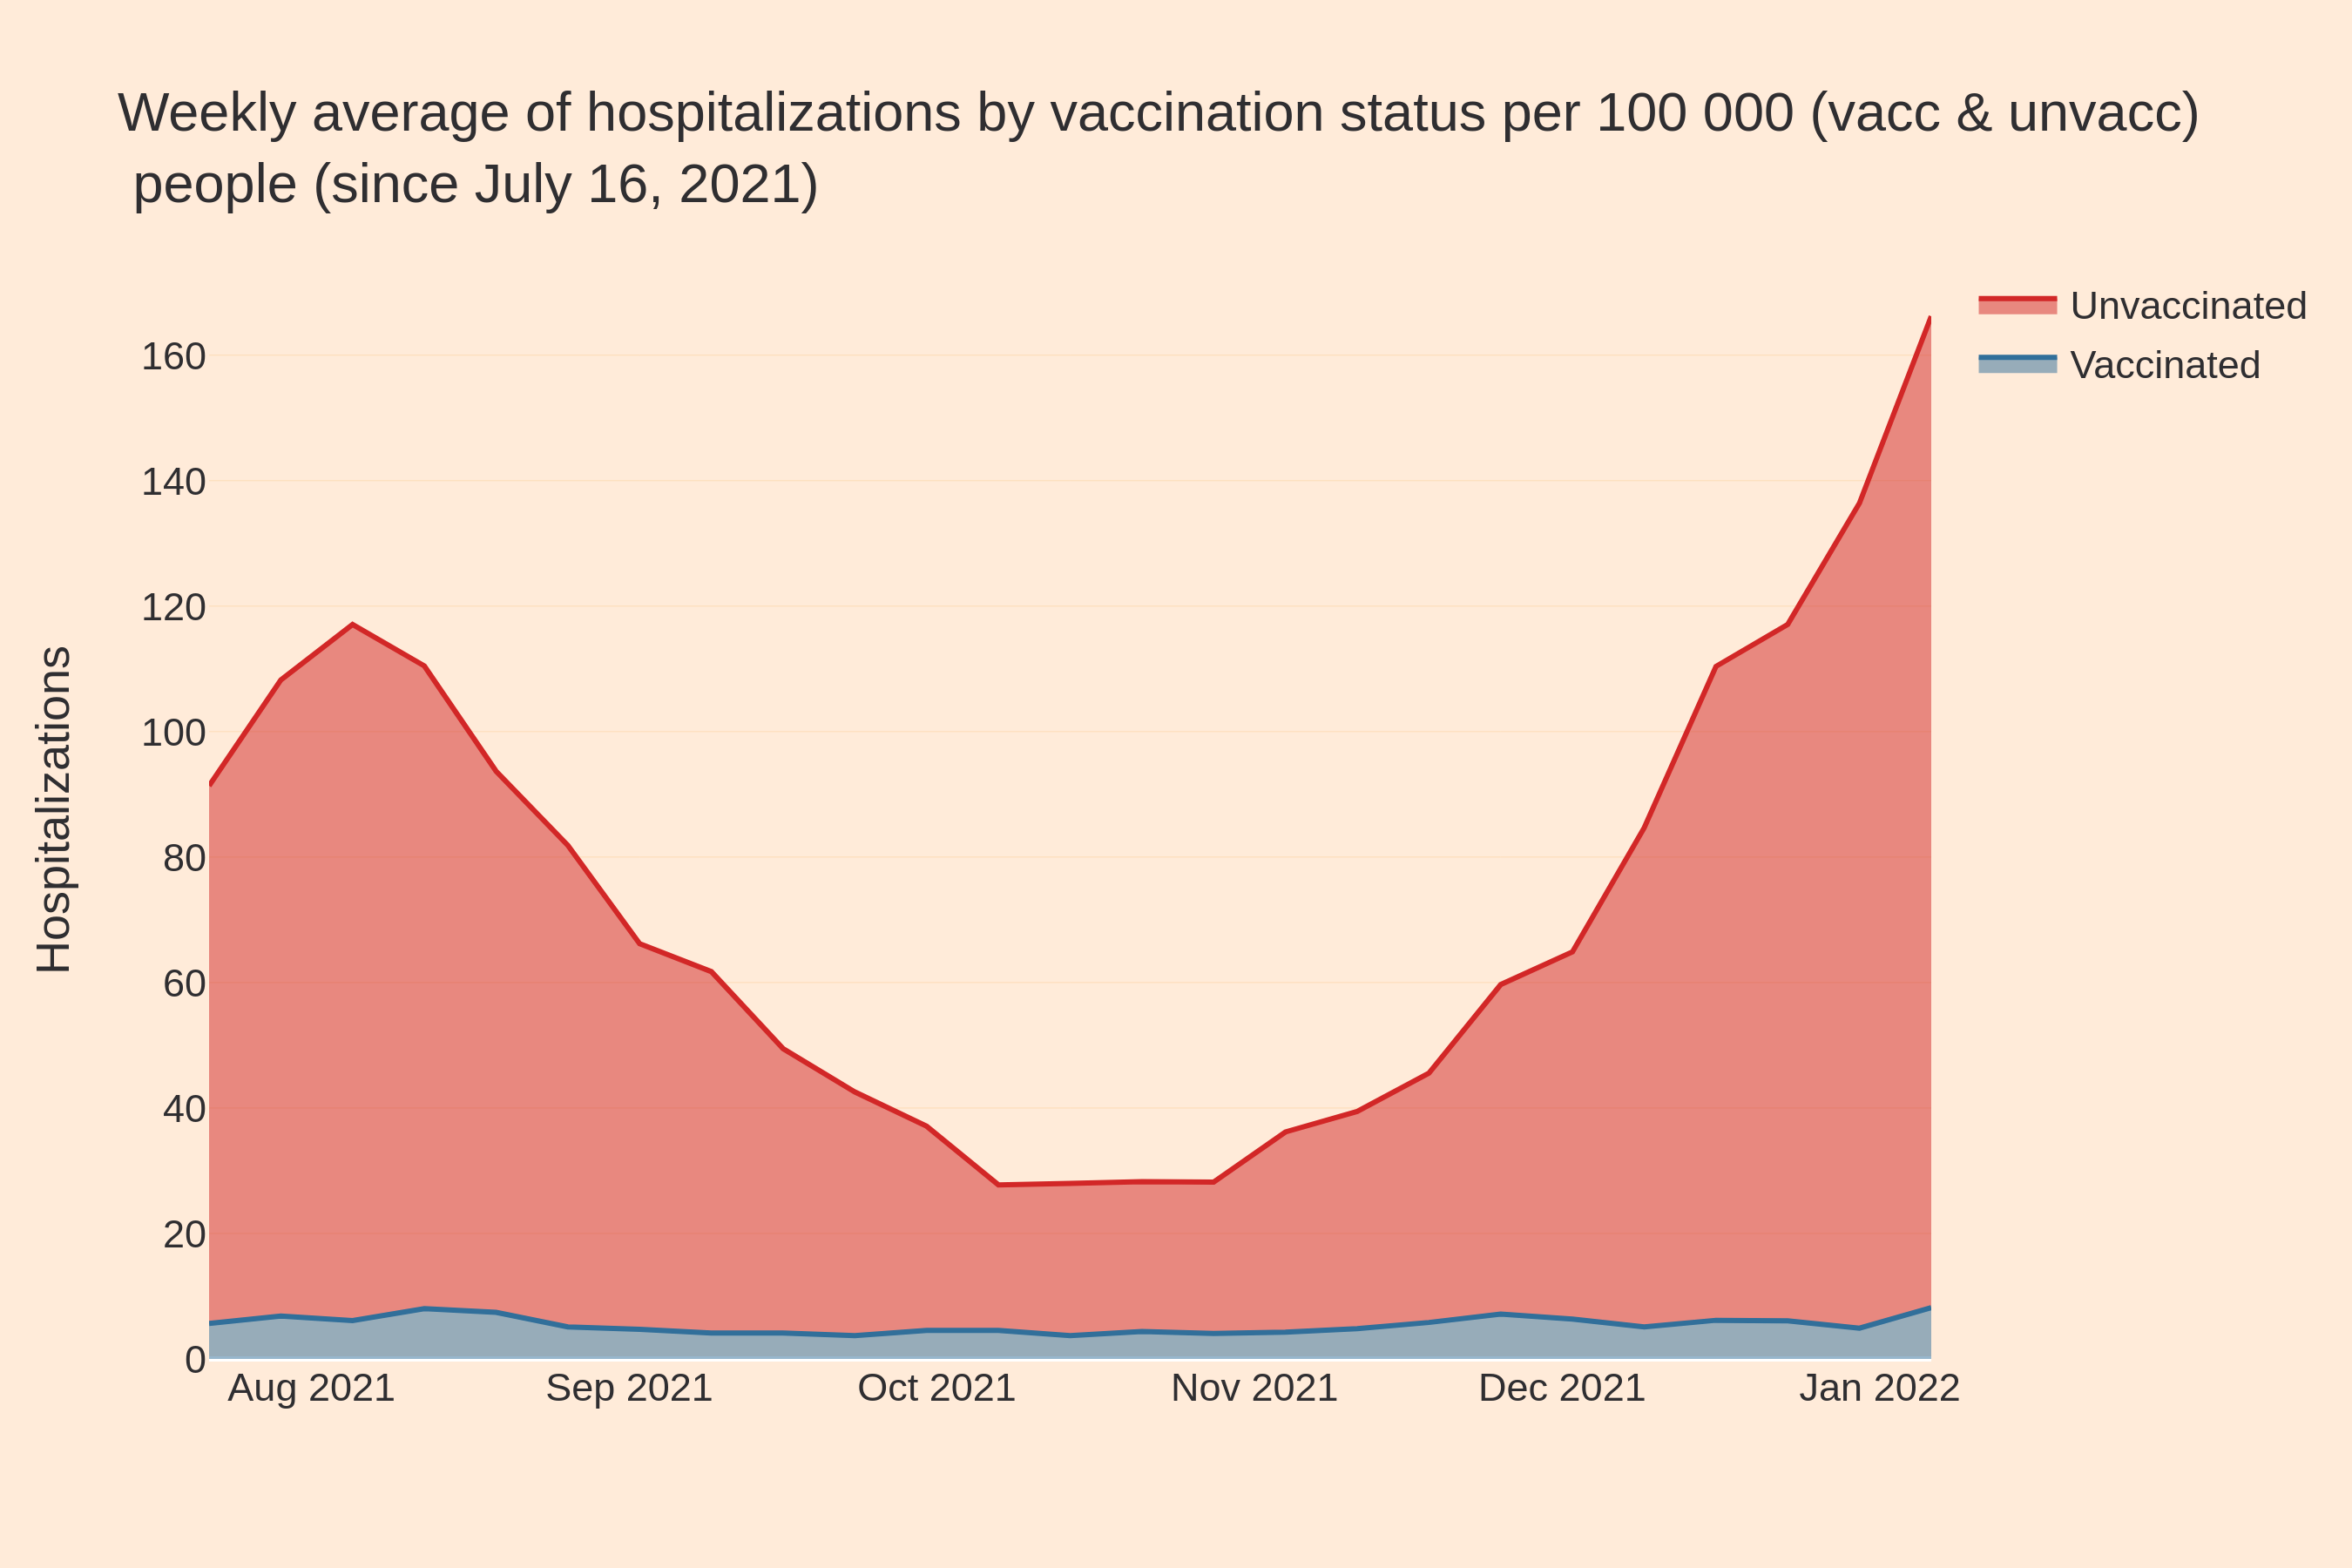 Weekly average of hospitalizations by vaccination status per 100 000 (vacc & unvacc)
people (since July 16, 2021)
Unvaccinated
Vaccinated
Hospitalizations
160
140
120
100
80
60
40
20
0
Aug 2021 Sep 2021 Oct 2021 Nov 2021 Dec 2021 Jan 2022